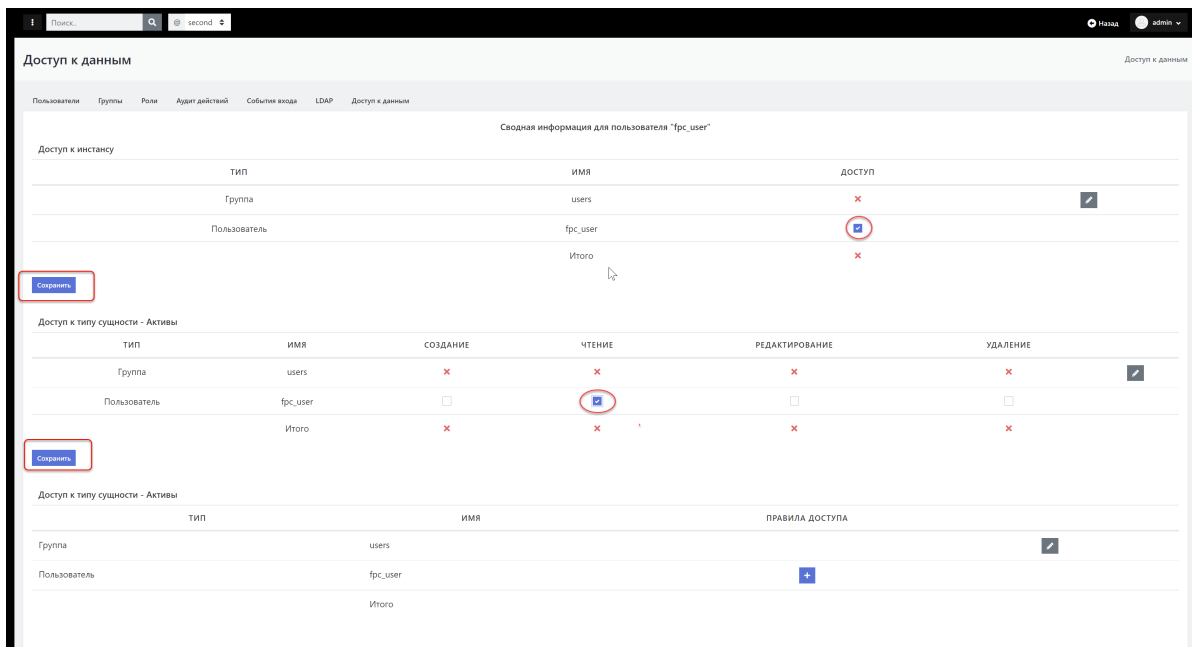 Поиск..
@ second
Назад
admin
Доступ к данным
Доступ к данным
Пользователи Группы Роли Аудит действий События входа LDAP Доступ к данным
Сводная информация для пользователя "fpc_user"
Доступ к инстансу
ТИП ИМЯ ДОСТУП
Группа users
Пользователь fpc_user
Итого
Сохранить
Доступ к типу сущности - Активы
ТИП ИМЯ СОЗДАНИЕ ЧТЕНИЕ РЕДАКТИРОВАНИЕ УДАЛЕНИЕ
Группа users
Пользователь fpc_user
Итого
Сохранить
Доступ к типу сущности - Активы
ТИП ИМЯ ПРАВИЛА ДОСТУПА
Группа users
Пользователь fpc_user
Итого